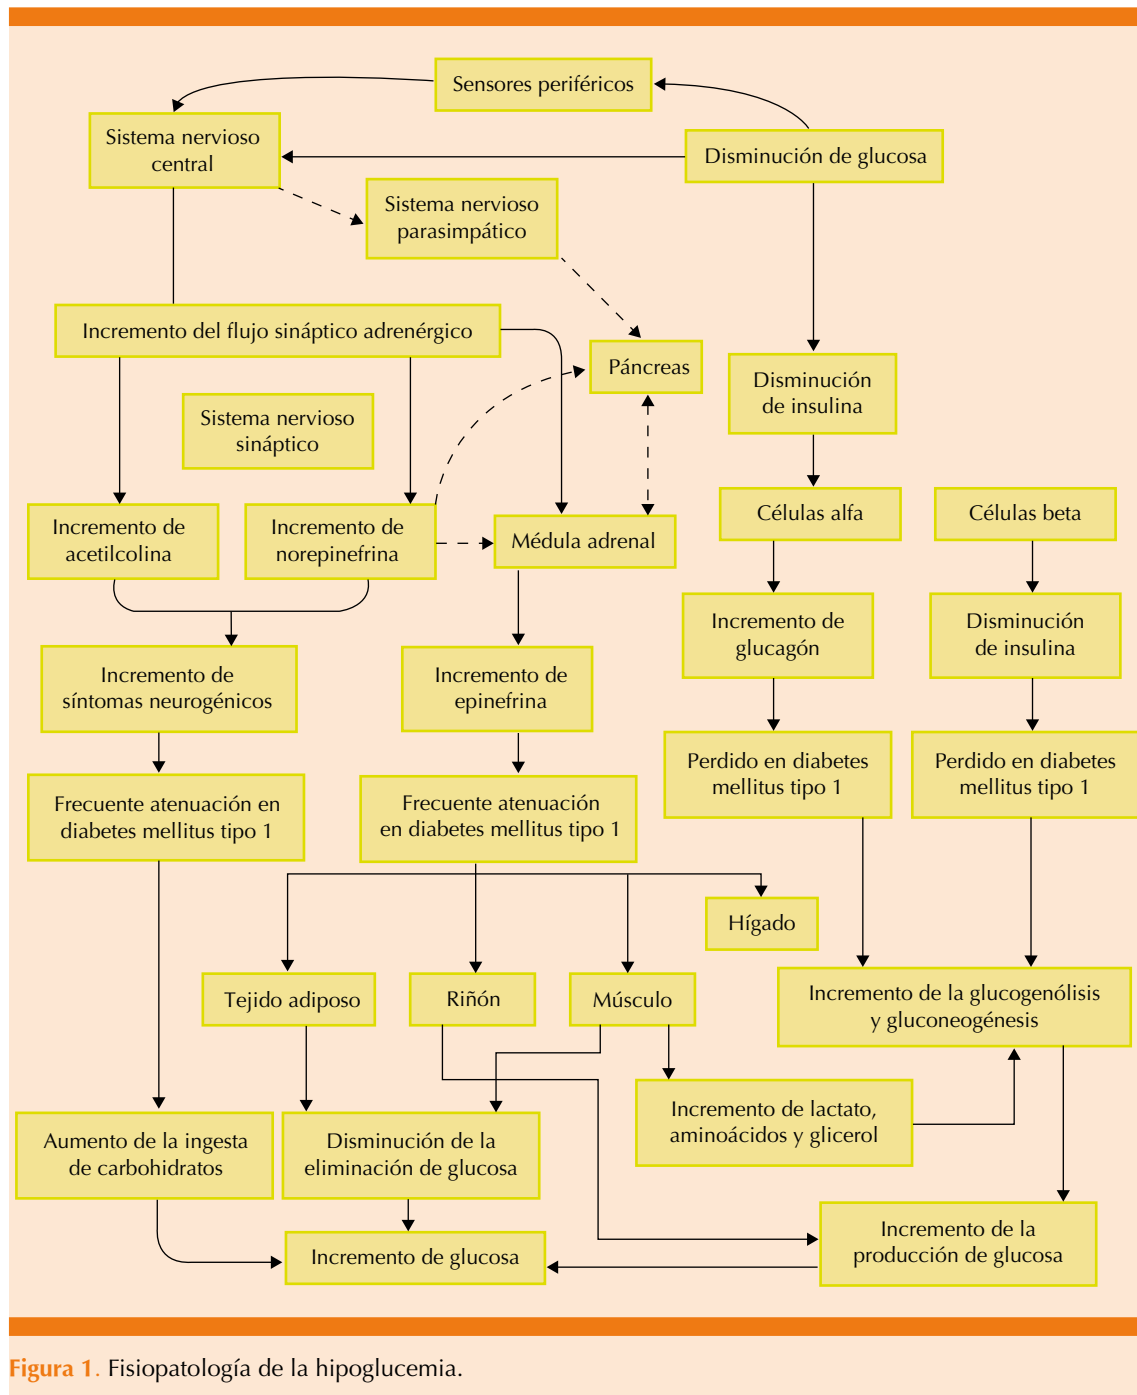 Sensores periféricos
Sistema nervioso
central
Disminución de glucosa
Sistema nervioso
parasimpático
Incremento del flujo sináptico adrenérgico
Páncreas
Disminución
de insulina
Sistema nervioso
sináptico
Incremento de
acetilcolina
Incremento de
norepinefrina
Médula adrenal
Células alfa
Células beta
Incremento de
síntomas neurogénicos
Incremento de
epinefrina
Incremento de
glucagón
Disminución
de insulina
Frecuente atenuación en
diabetes mellitus tipo 1
Frecuente atenuación
en diabetes mellitus tipo 1
Perdido en diabetes
mellitus tipo 1
Perdido en diabetes
mellitus tipo 1
Hígado
Tejido adiposo
Riñón
Músculo
Incremento de la glucogenólisis
y gluconeogénesis
Aumento de la ingesta
de carbohidratos
Disminución de la
eliminación de glucosa
Incremento de lactato,
aminoácidos y glicerol
Incremento de glucosa
Incremento de la
producción de glucosa
Figura 1. Fisiopatología de la hipoglucemia.